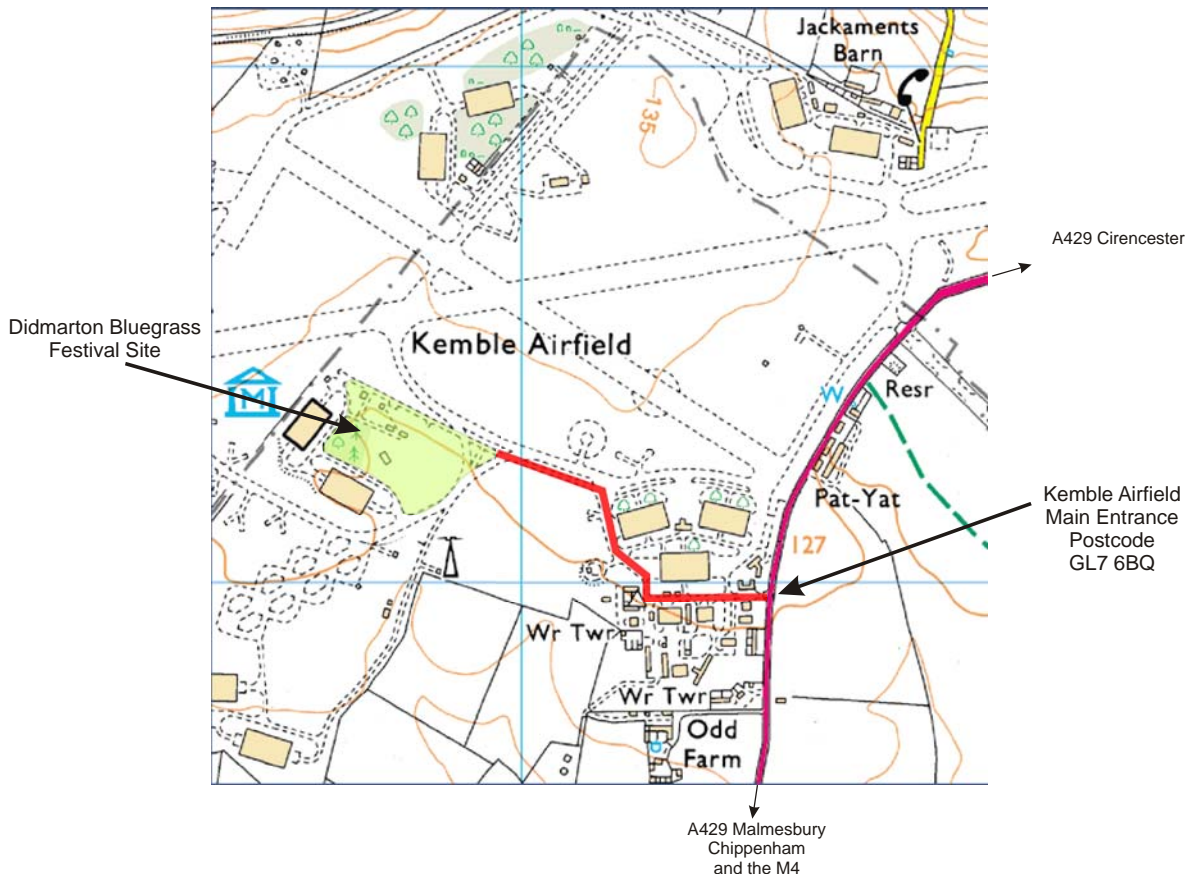 Jackaments
Barn
135
A429 Cirencester
Didmarton Bluegrass
Festival Site
Kemble Airfield
M
W
Resr
Pat-Yat
Kemble Airfield
Main Entrance
Postcode
GL7 6BQ
127
Wr Twr
Wr Twr
Odd
Farm
A429 Malmesbury
Chippenham
and the M4